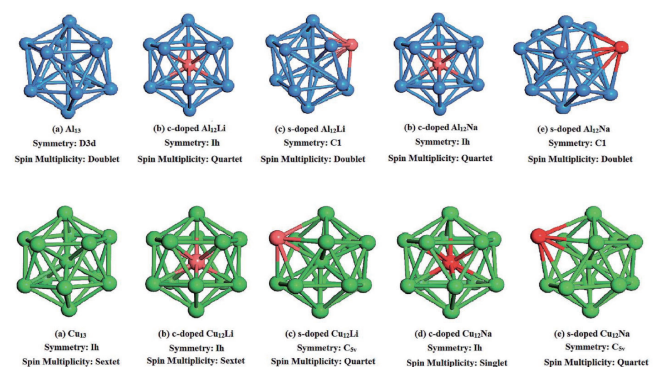 (a) Al₁₃
Symmetry: D3d
Spin Multiplicity: Doublet
(b) c-doped Al₁₂Li
Symmetry: Ih
Spin Multiplicity: Quartet
(c) s-doped Al₁₂Li
Symmetry: C1
Spin Multiplicity: Doublet
(b) c-doped Al₁₂Na
Symmetry: Ih
Spin Multiplicity: Quartet
(e) s-doped Al₁₂Na
Symmetry: C1
Spin Multiplicity: Doublet
(a) Cu₁₃
Symmetry: Ih
Spin Multiplicity: Sextet
(b) c-doped Cu₁₂Li
Symmetry: Ih
Spin Multiplicity: Sextet
(c) s-doped Cu₁₂Li
Symmetry: C₅ᵥ
Spin Multiplicity: Quartet
(d) c-doped Cu₁₂Na
Symmetry: Ih
Spin Multiplicity: Singlet
(e) s-doped Cu₁₂Na
Symmetry: C₅ᵥ
Spin Multiplicity: Quartet